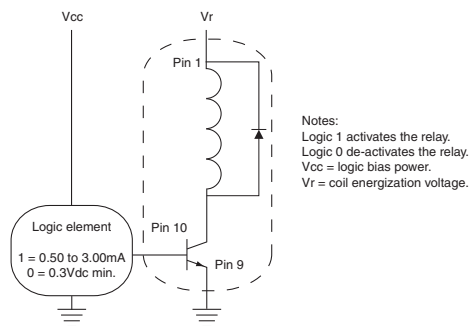 Vcc
Vr
Pin 1
Notes:
Logic 1 activates the relay.
Logic 0 de-activates the relay.
Vcc = logic bias power.
Vr = coil energization voltage.
Logic element
1 = 0.50 to 3.00mA
0 = 0.3Vdc min.
Pin 10
Pin 9